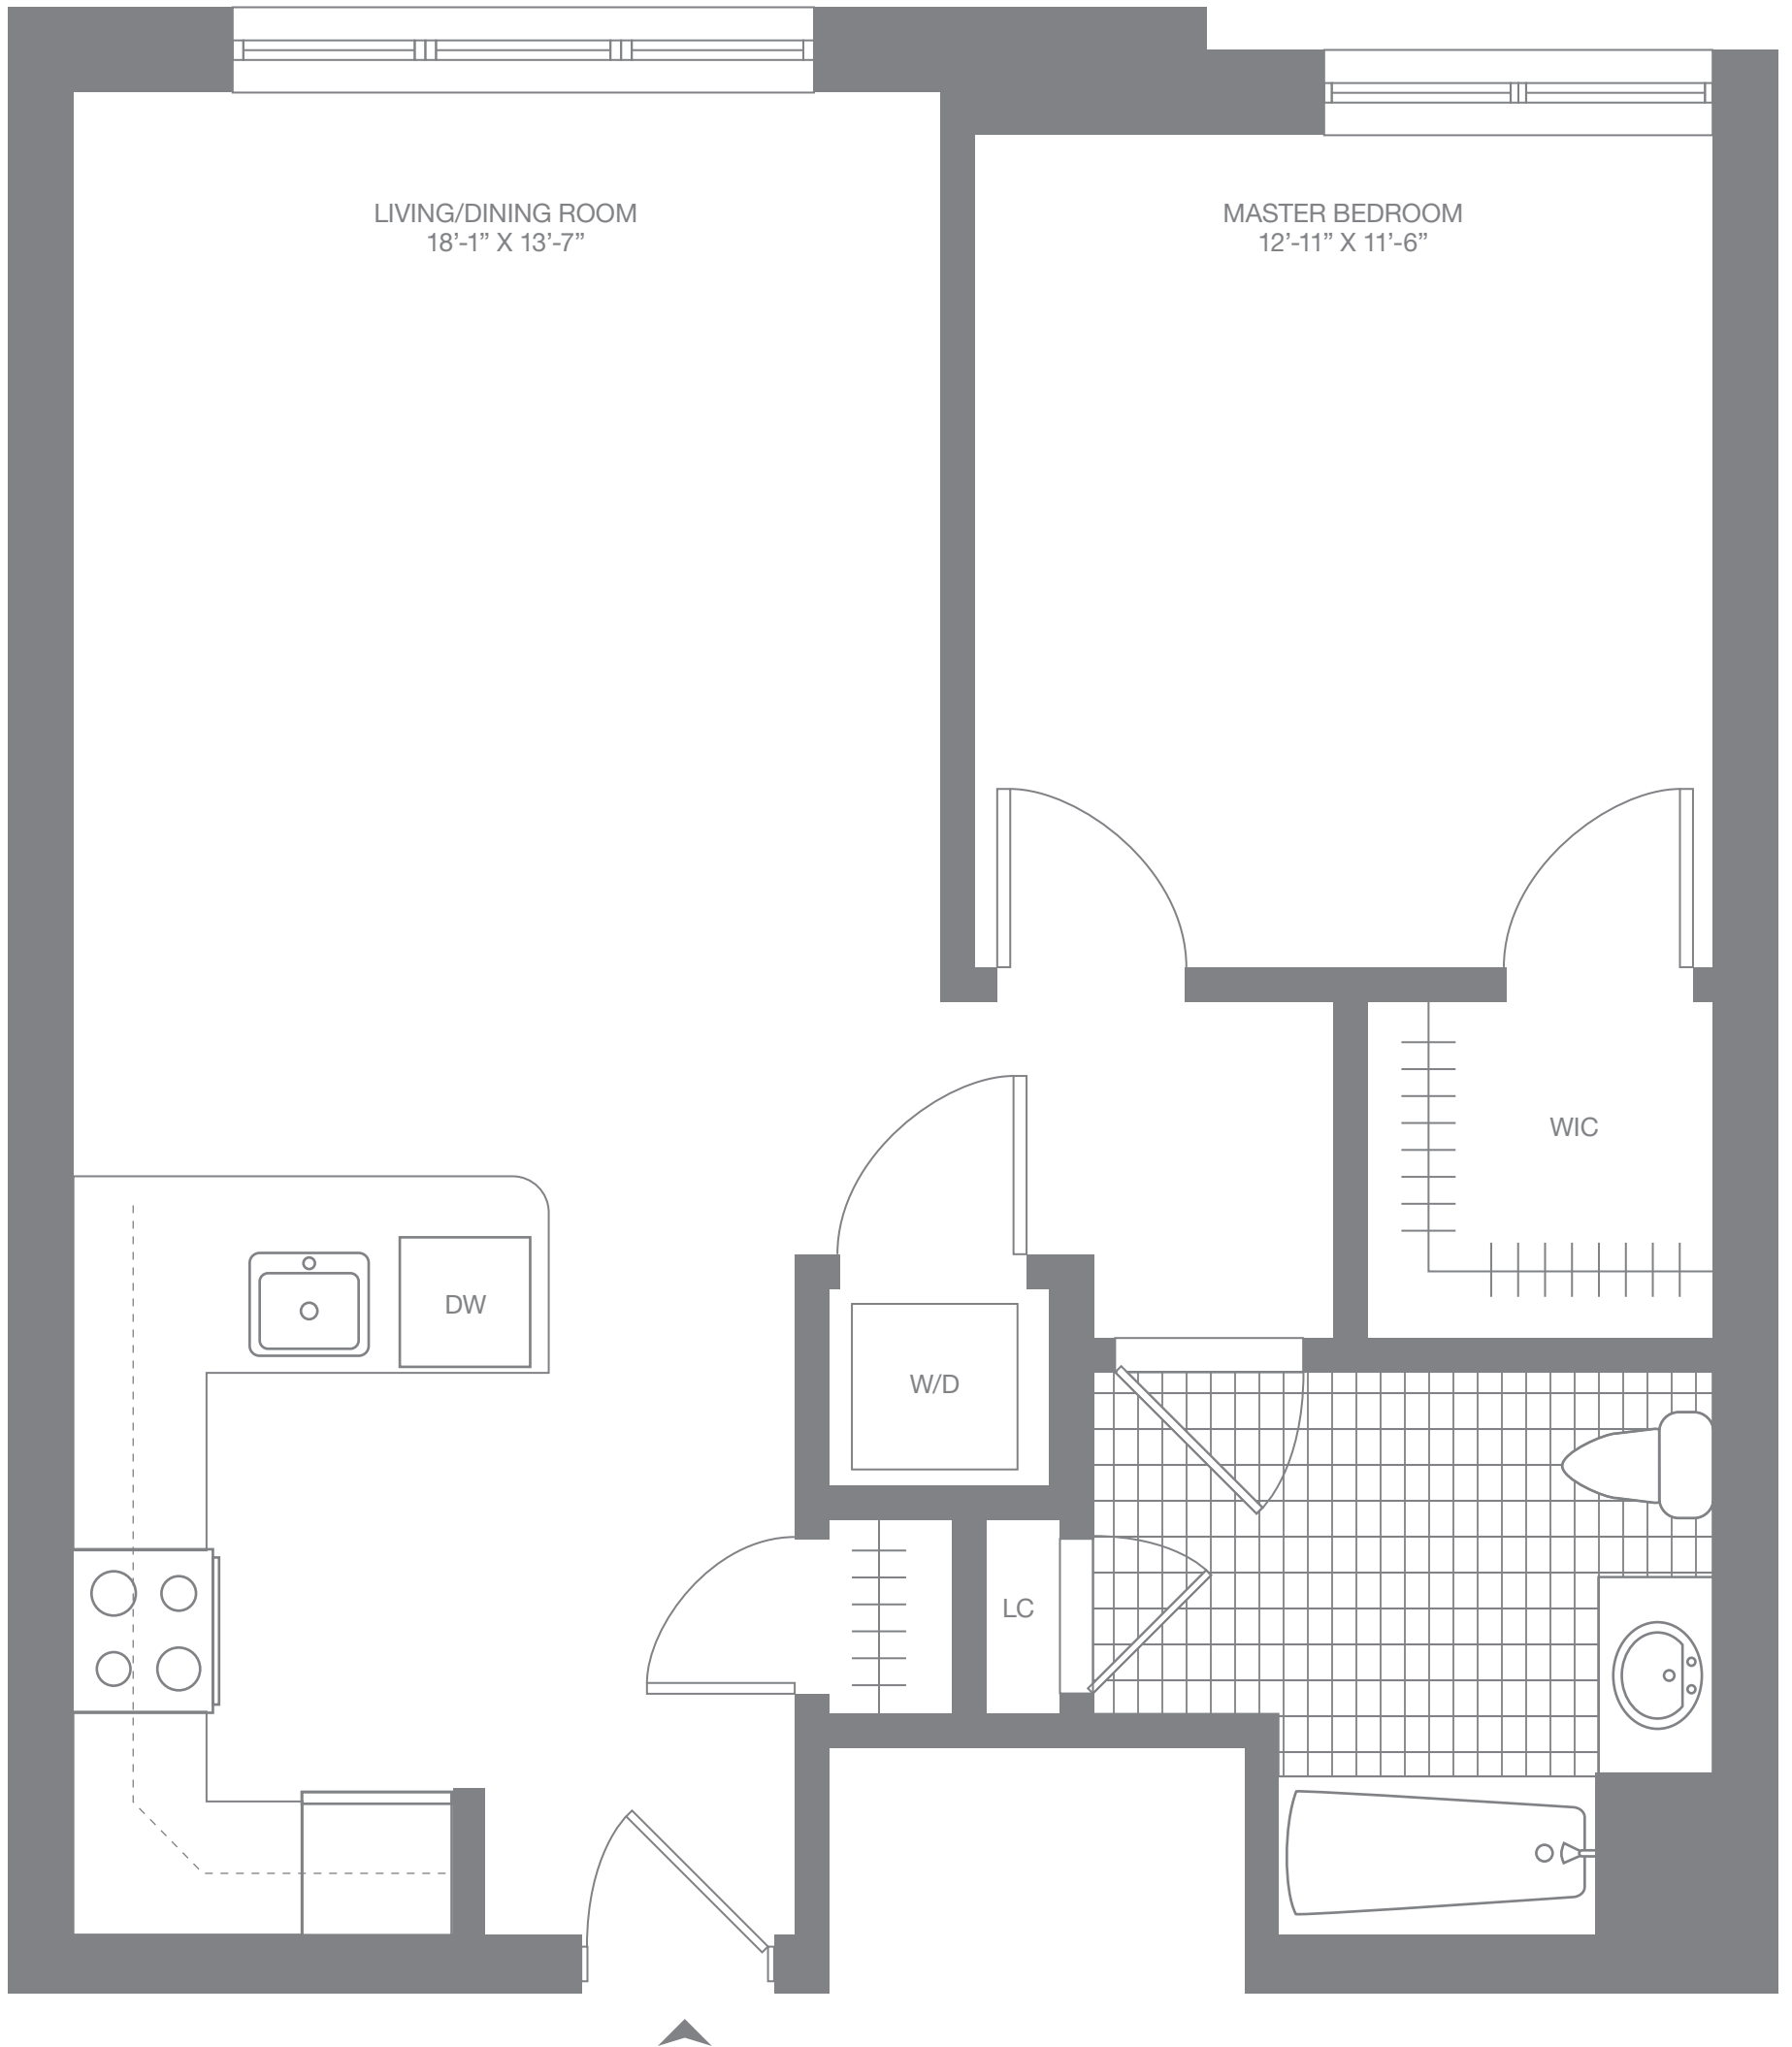 LIVING/DINING ROOM
18’-1” X 13’-7”
MASTER BEDROOM
12’-11” X 11’-6”
WIC
DW
W/D
LC